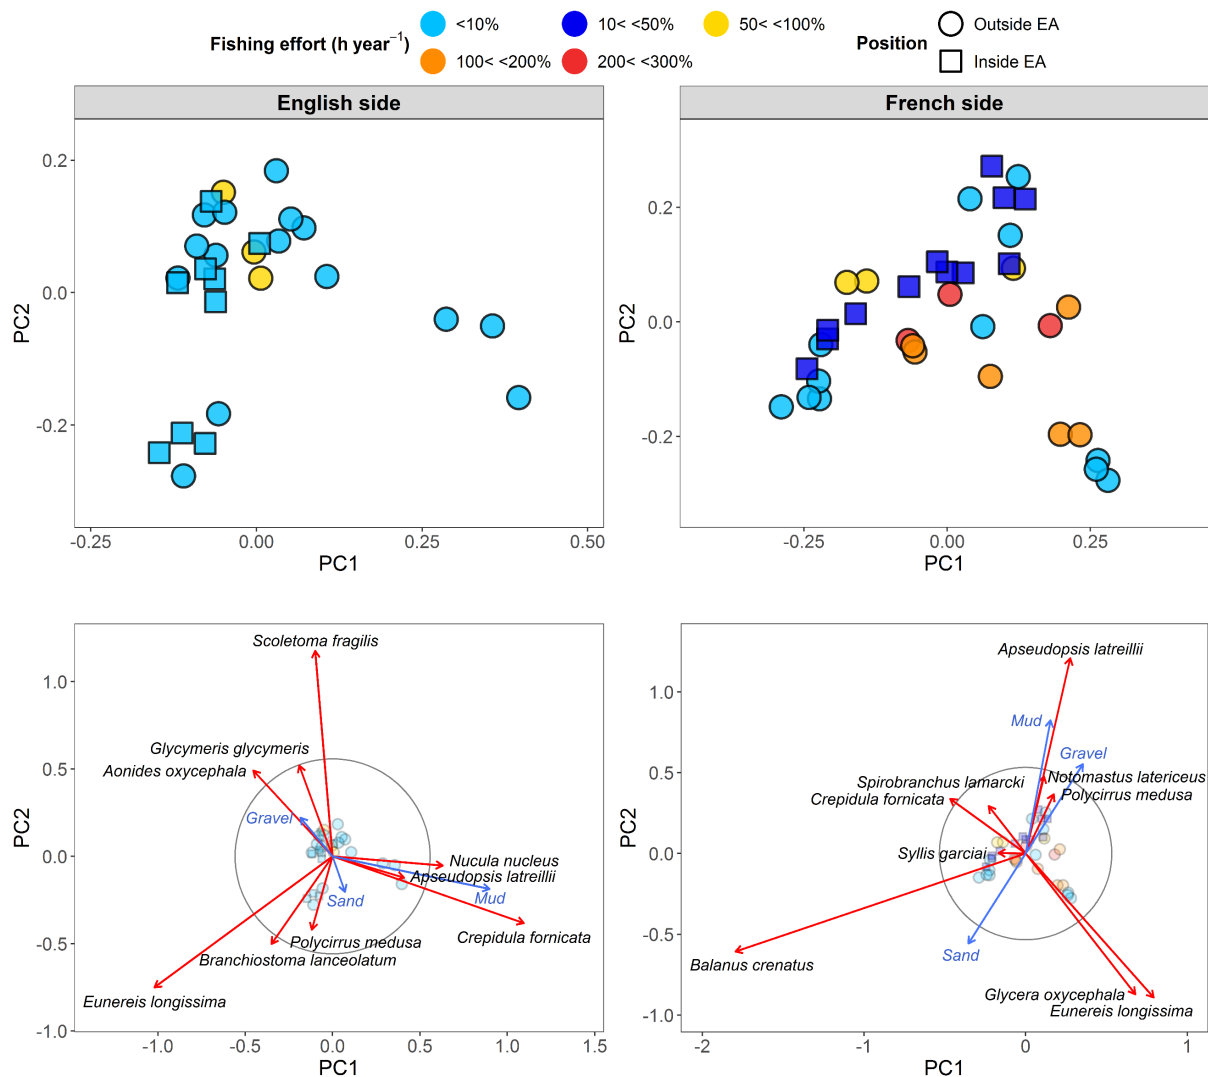 Fishing effort (h year⁻¹)
<10%
10< <50%
50< <100%
100< <200%
200< <300%
Position
Outside EA
Inside EA
English side
French side
0.2
0.0
-0.2
PC2
-0.25
0.00
0.25
0.50
PC1
0.2
0.0
-0.2
PC2
-0.25
0.00
0.25
PC1
Scoletoma fragilis
Glycymeris glycymeris
Aonides oxycephala
Gravel
Nucula nucleus
Apseudopsis latreillii
Mud
Sand
Crepidula fornicata
Polycirrus medusa
Branchiostoma lanceolatum
Eunereis longissima
1.0
0.5
0.0
-0.5
-1.0
PC2
-1.0
-0.5
0.0
0.5
1.0
1.5
PC1
Apseudopsis latreillii
Mud
Gravel
Notomastus latericeus
Spirobranchus lamarcki
Polycirrus medusa
Crepidula fornicata
Syllis garciai
Sand
Balanus crenatus
Glycera oxycephala
Eunereis longissima
1.0
0.5
0.0
-0.5
-1.0
PC2
-2
-1
0
1
PC1